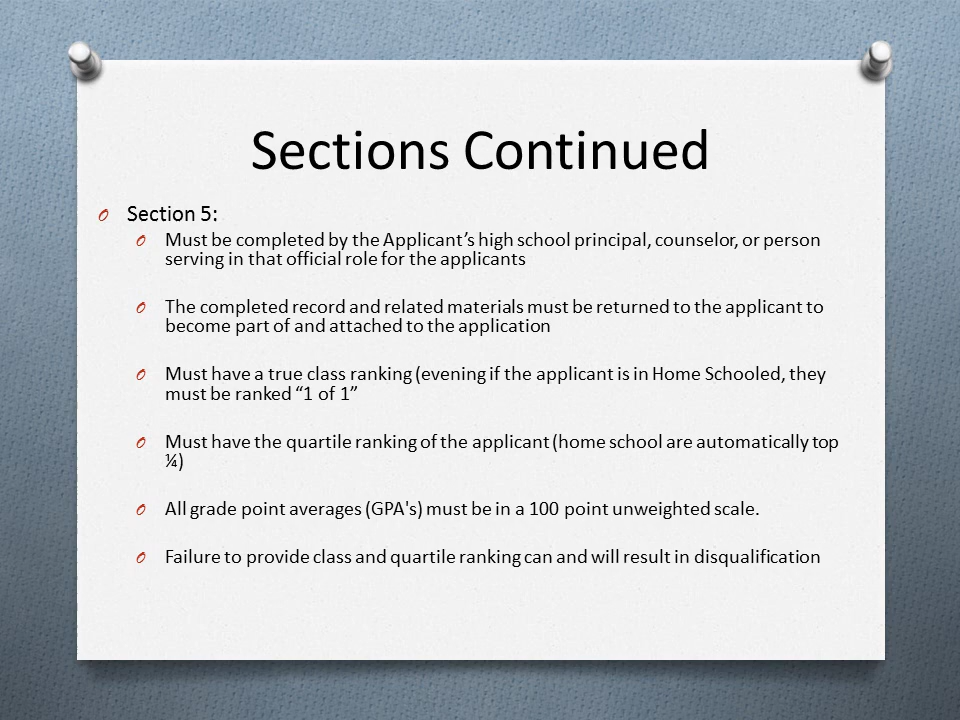 Sections Continued
Section 5:
Must be completed by the Applicant’s high school principal, counselor, or person
serving in that official role for the applicants
The completed record and related materials must be returned to the applicant to
become part of and attached to the application
Must have a true class ranking (evening if the applicant is in Home Schooled, they
must be ranked “1 of 1”
Must have the quartile ranking of the applicant (home school are automatically top
¼)
All grade point averages (GPA's) must be in a 100 point unweighted scale.
Failure to provide class and quartile ranking can and will result in disqualification